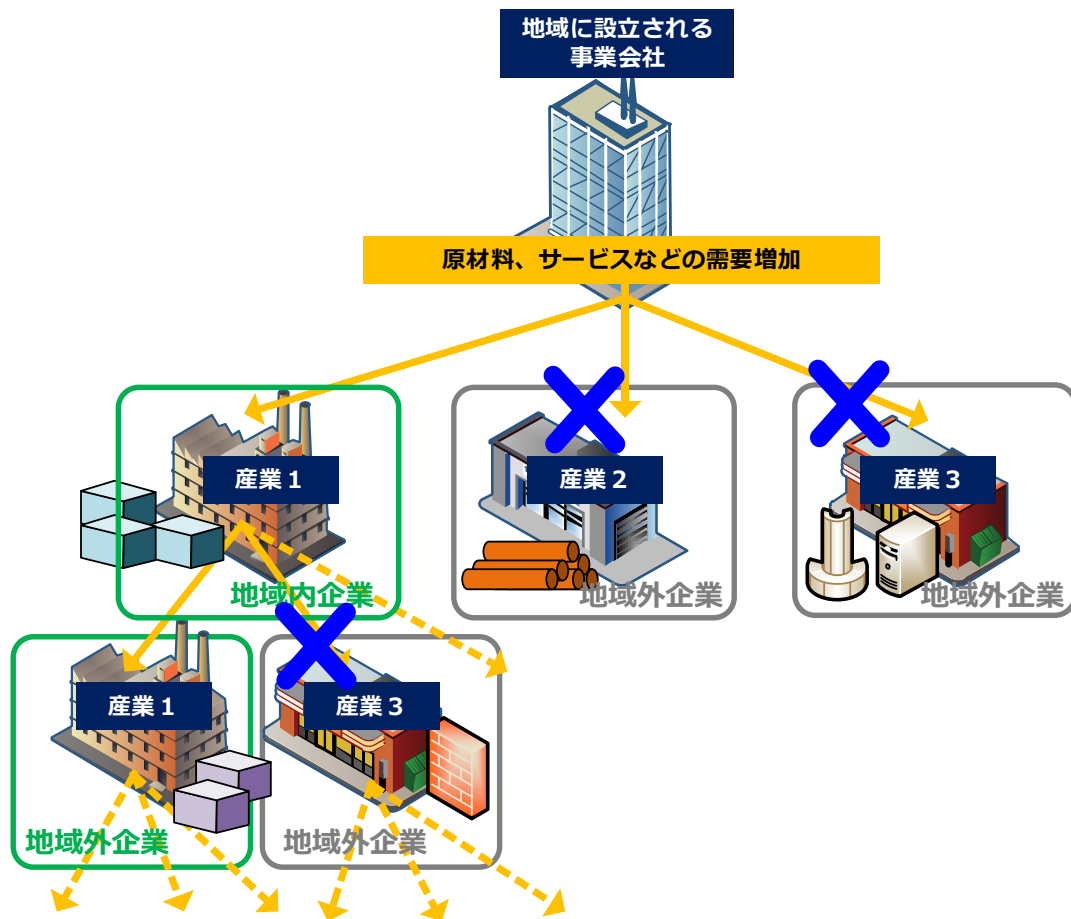 地域に設立される
事業会社
原材料、サービスなどの需要増加
産業１
産業２
産業３
地域内企業
地域外企業
地域外企業
産業１
産業３
地域外企業
地域外企業